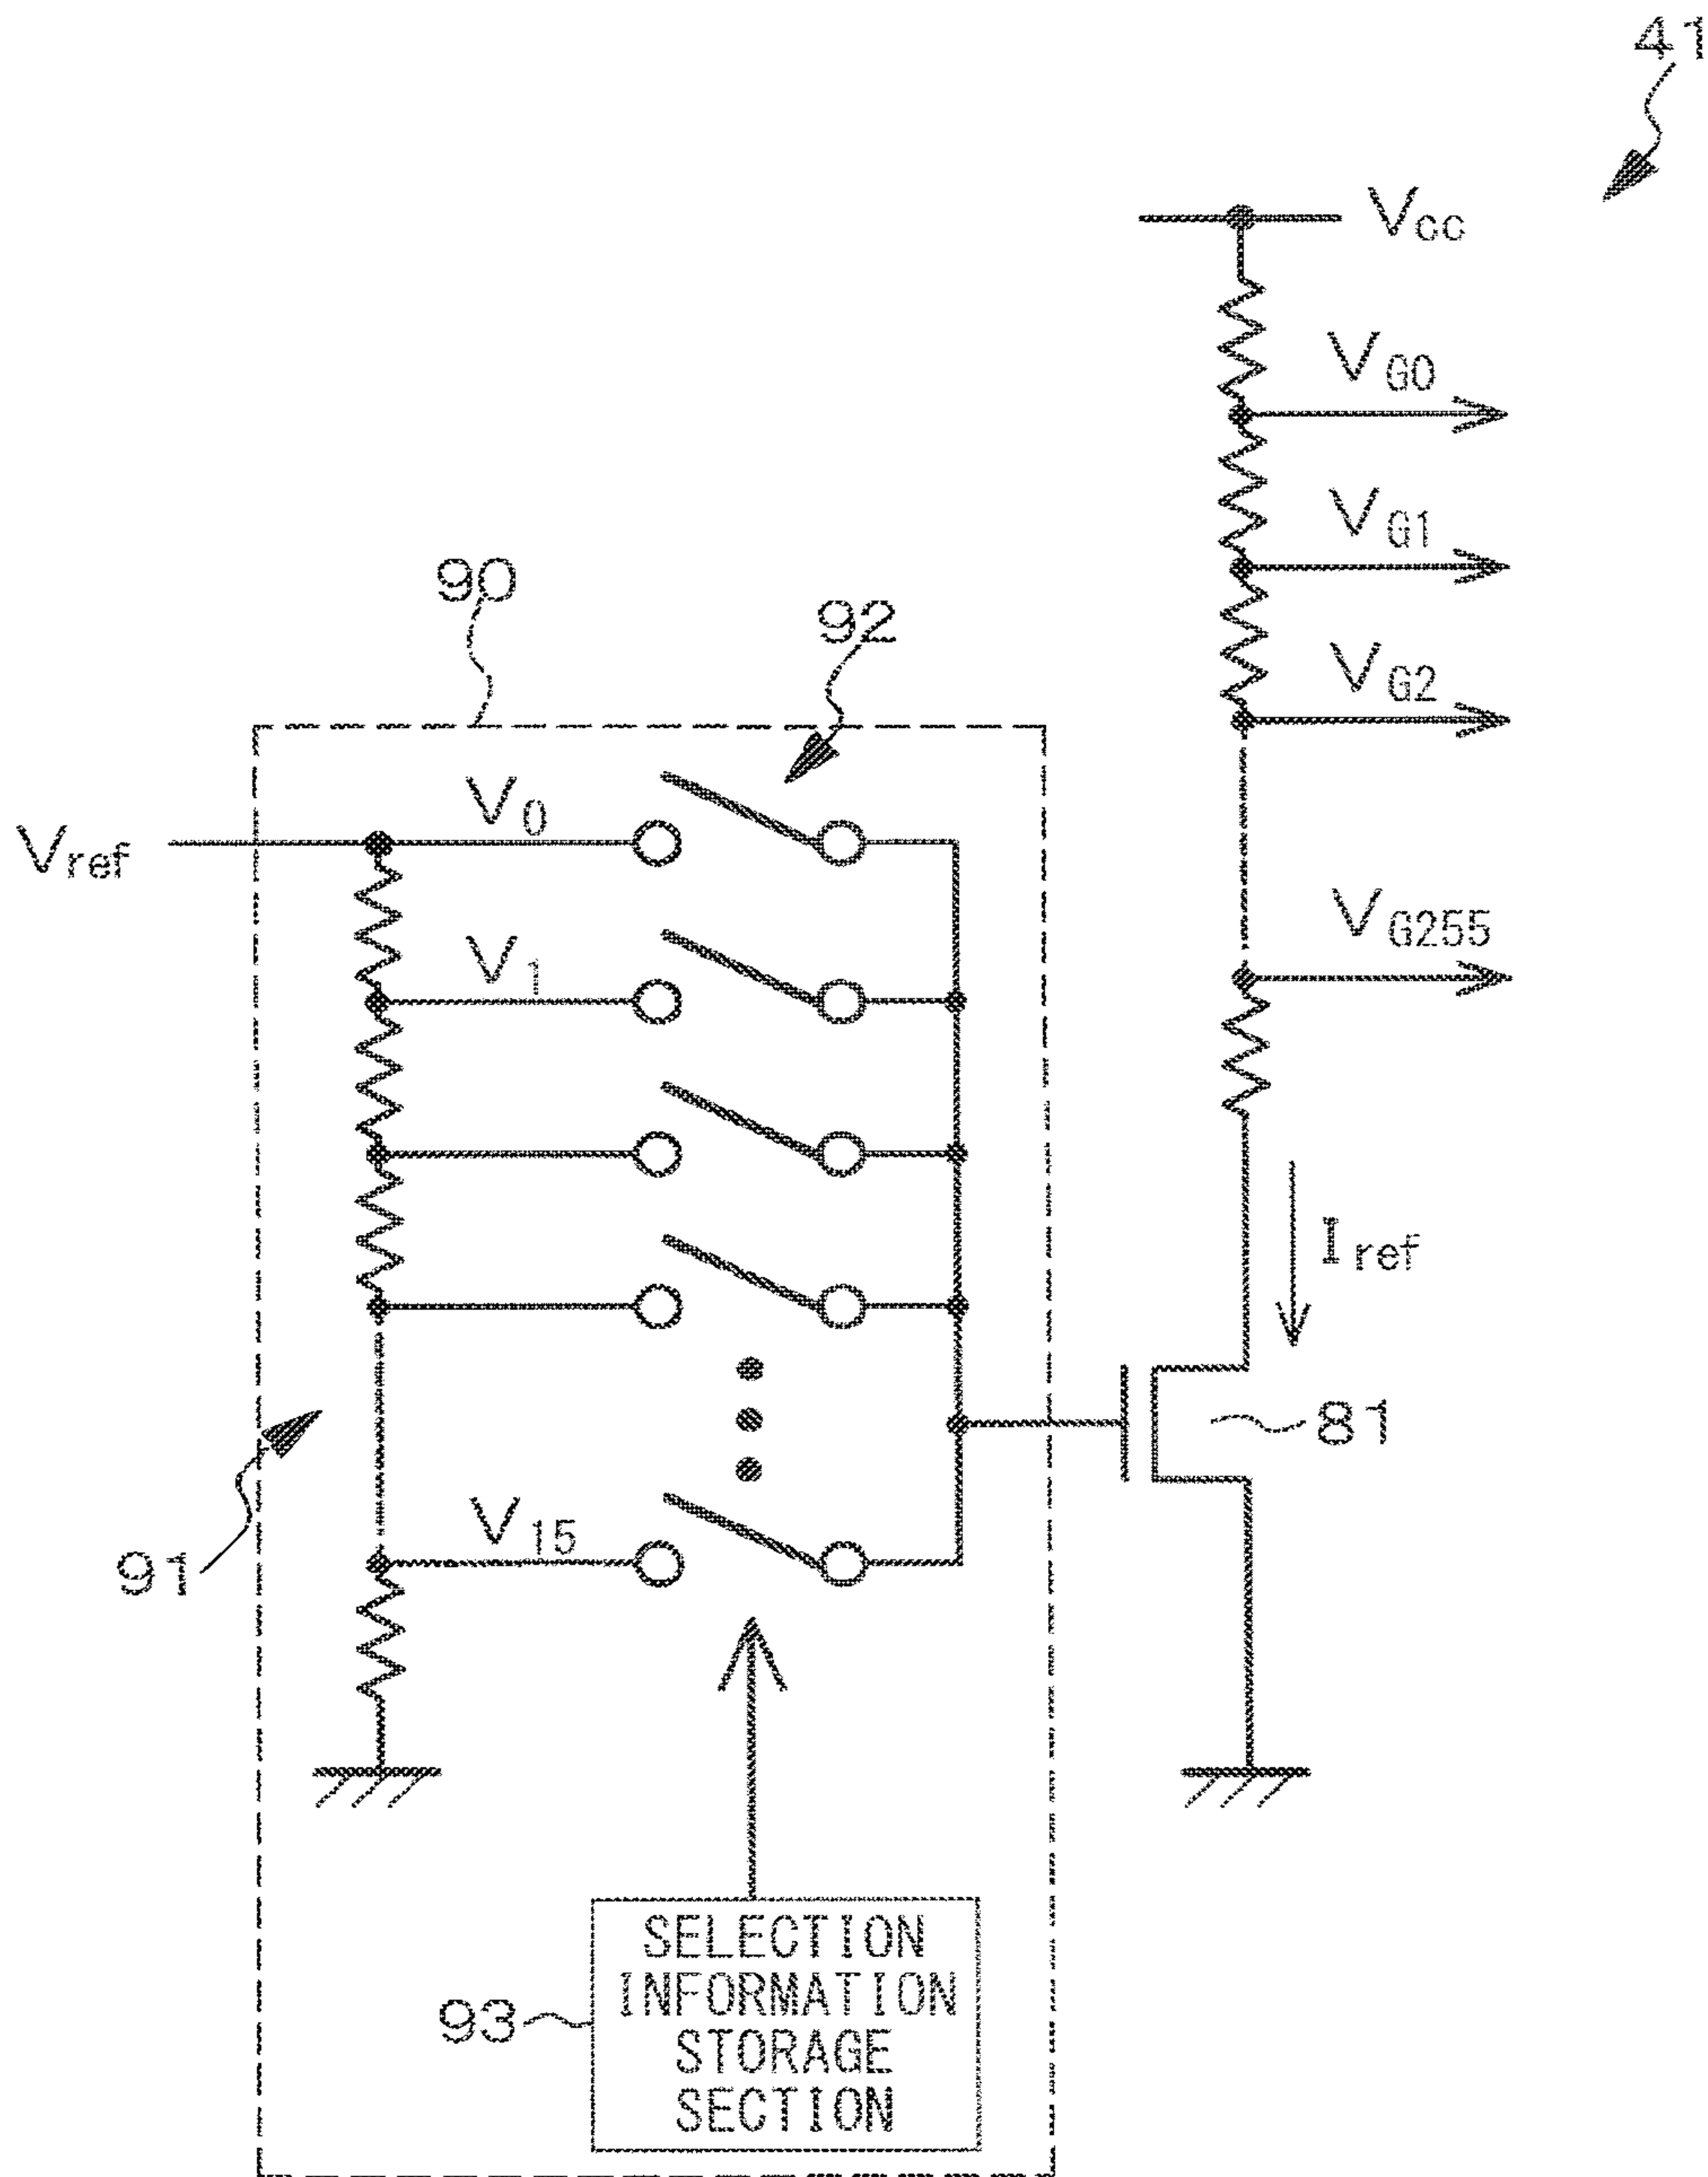 41
Vcc
VG0
VG1
90
92
VG2
V0
Vref
VG255
V1
Iref
81
V15
91
SELECTION
INFORMATION
93
STORAGE
SECTION